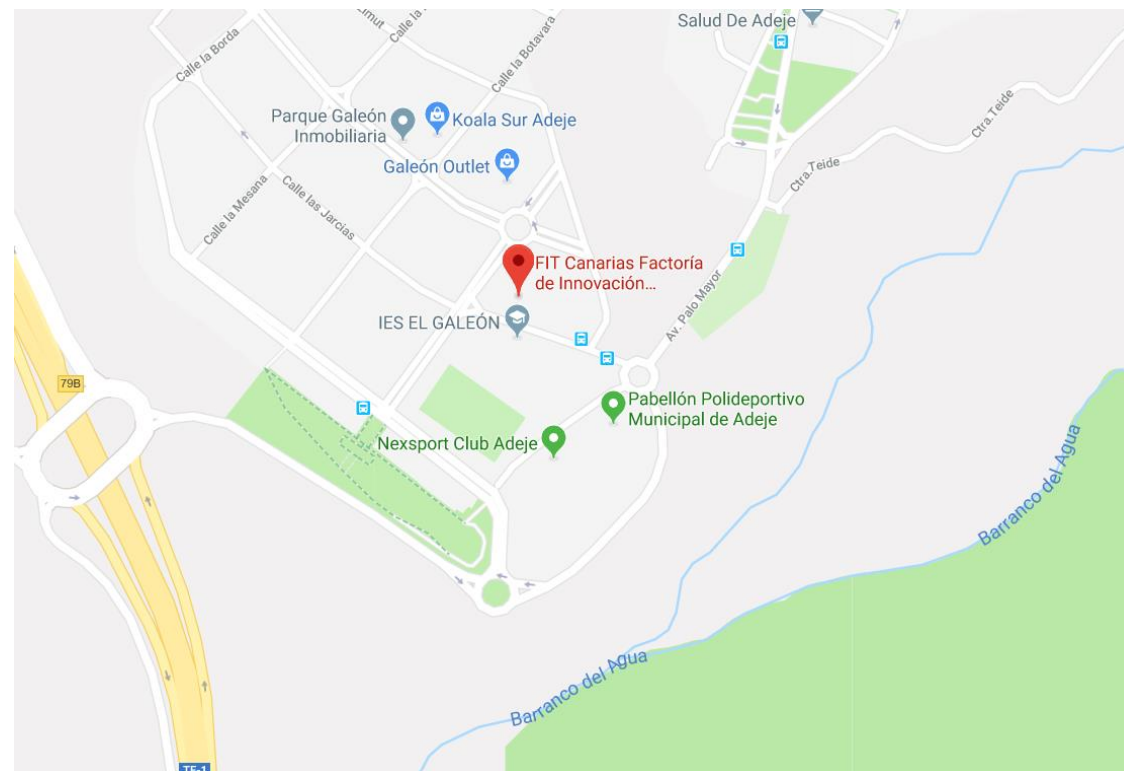 Salud De Adeje
Calle la Borda
Calle la Botavara
Parque Galeón
Inmobiliaria
Koala Sur Adeje
Galeón Outlet
Ctra.Teide
Ctra.Teide
Calle la Mesana
Calle las Jarcias
FIT Canarias Factoría
de Innovación...
IES EL GALEÓN
Av. Palo Mayor
79B
Pabellón Polideportivo
Municipal de Adeje
Nexsport Club Adeje
Barranco del Agua
Barranco del Agua
TF-1